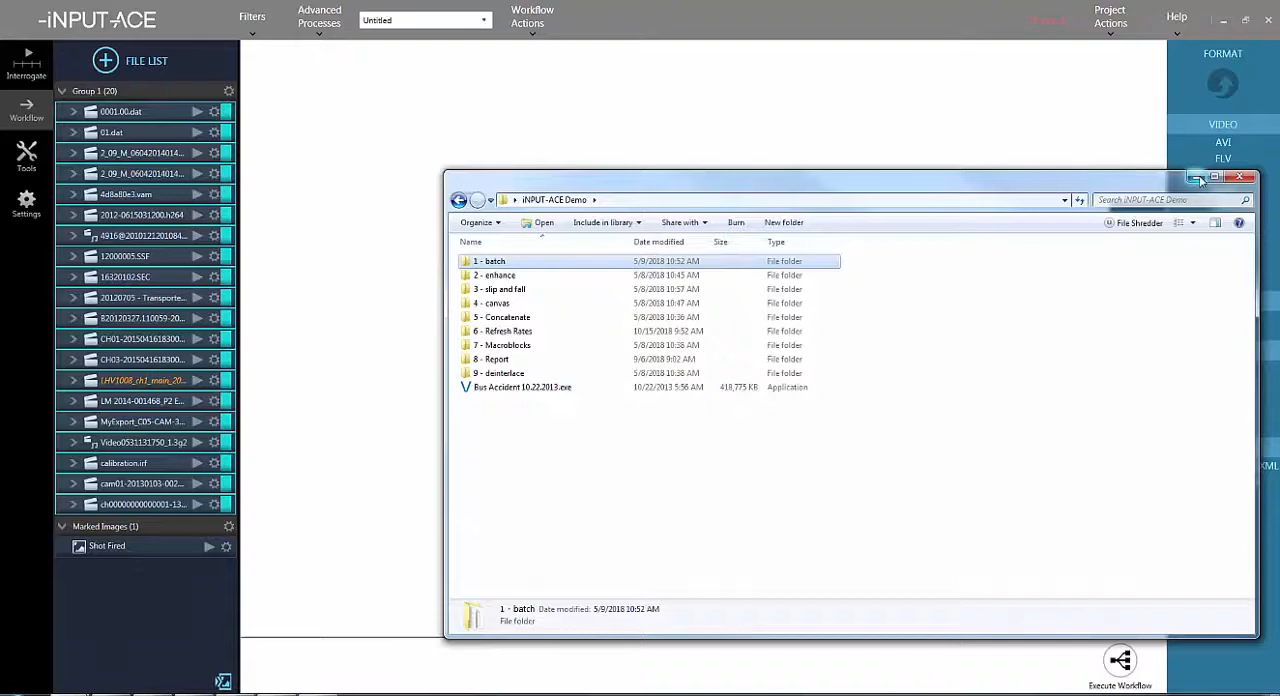 -iNPUT-ACE
Filters
Advanced
Processes
Untitled
Workflow
Actions
Project
Actions
Help
Interrogate
Workflow
Tools
Settings
FILE LIST
Group 1 (20)
0001.00.dat
01.dat
2_09_M_06042014014...
2_09_M_06042014014...
4d8a80e3.vam
2012-0615031200.h264
4916@2010121201084...
12000005.SSF
16320102.SEC
20120705 - Transporte...
B20120327.110059-20...
CH01-2015041618300...
CH03-2015041618300...
LHV1008_ch1_main_20...
LM 2014-001468_P2 E...
MyExport_C05-CAM-3...
Video0531131750_1.3g2
calibration.irf
cam01-20130103-002...
ch00000000000001-13...
Marked Images (1)
Shot Fired
FORMAT
VIDEO
AVI
FLV
XML
iNPUT-ACE Demo
Search iNPUT-ACE Demo
Organize
Open
Include in library
Share with
Burn
New folder
File Shredder
Name Date modified Size Type
1 - batch 5/9/2018 10:52 AM File folder
2 - enhance 5/8/2018 10:45 AM File folder
3 - slip and fall 5/8/2018 10:57 AM File folder
4 - canvas 5/8/2018 10:47 AM File folder
5 - Concatenate 5/8/2018 10:36 AM File folder
6 - Refresh Rates 10/15/2018 9:52 AM File folder
7 - Macroblocks 5/8/2018 10:38 AM File folder
8 - Report 9/6/2018 9:02 AM File folder
9 - deinterlace 5/8/2018 10:38 AM File folder
Bus Accident 10.22.2013.exe 10/22/2013 5:56 AM 418,775 KB Application
1 - batch Date modified: 5/9/2018 10:52 AM
File folder
Execute Workflow